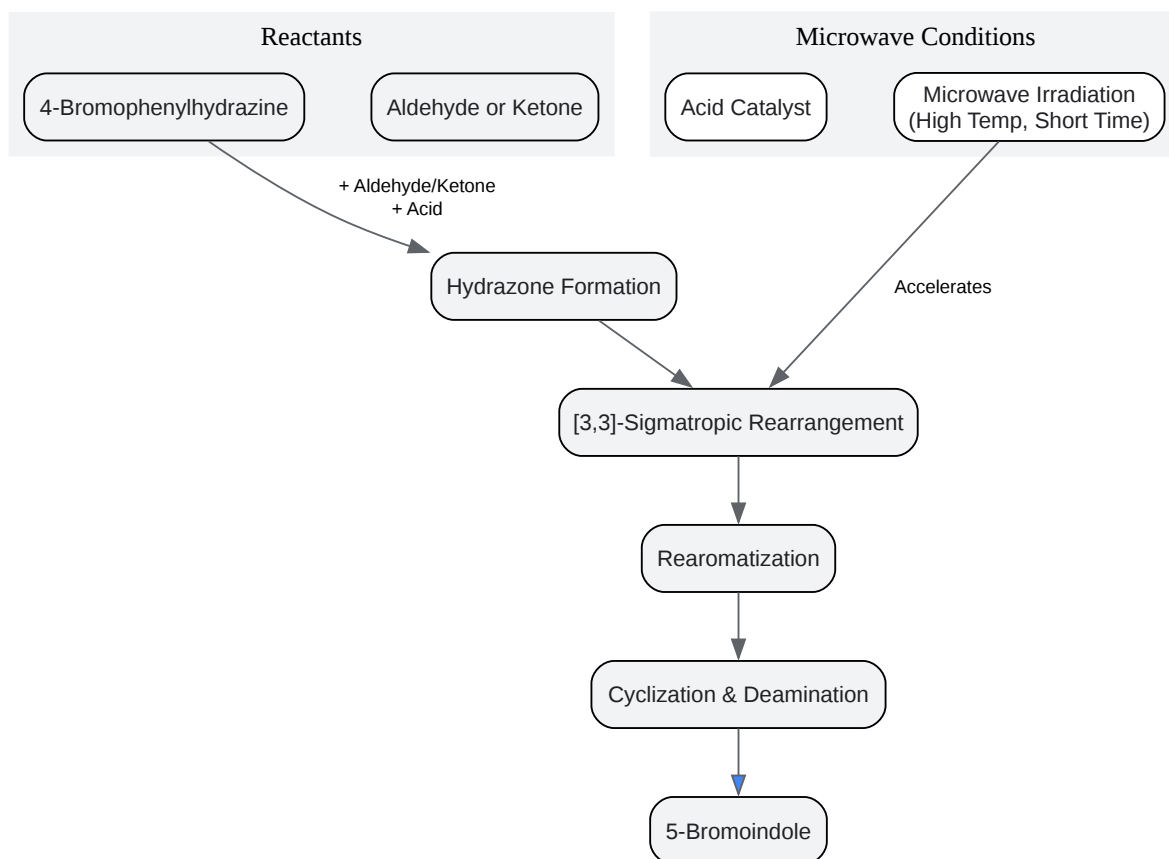 Reactants
Microwave Conditions
4-Bromophenylhydrazine
Aldehyde or Ketone
Acid Catalyst
Microwave Irradiation
(High Temp, Short Time)
+ Aldehyde/Ketone
+ Acid
Hydrazone Formation
Accelerates
[3,3]-Sigmatropic Rearrangement
Rearomatization
Cyclization & Deamination
5-Bromoindole